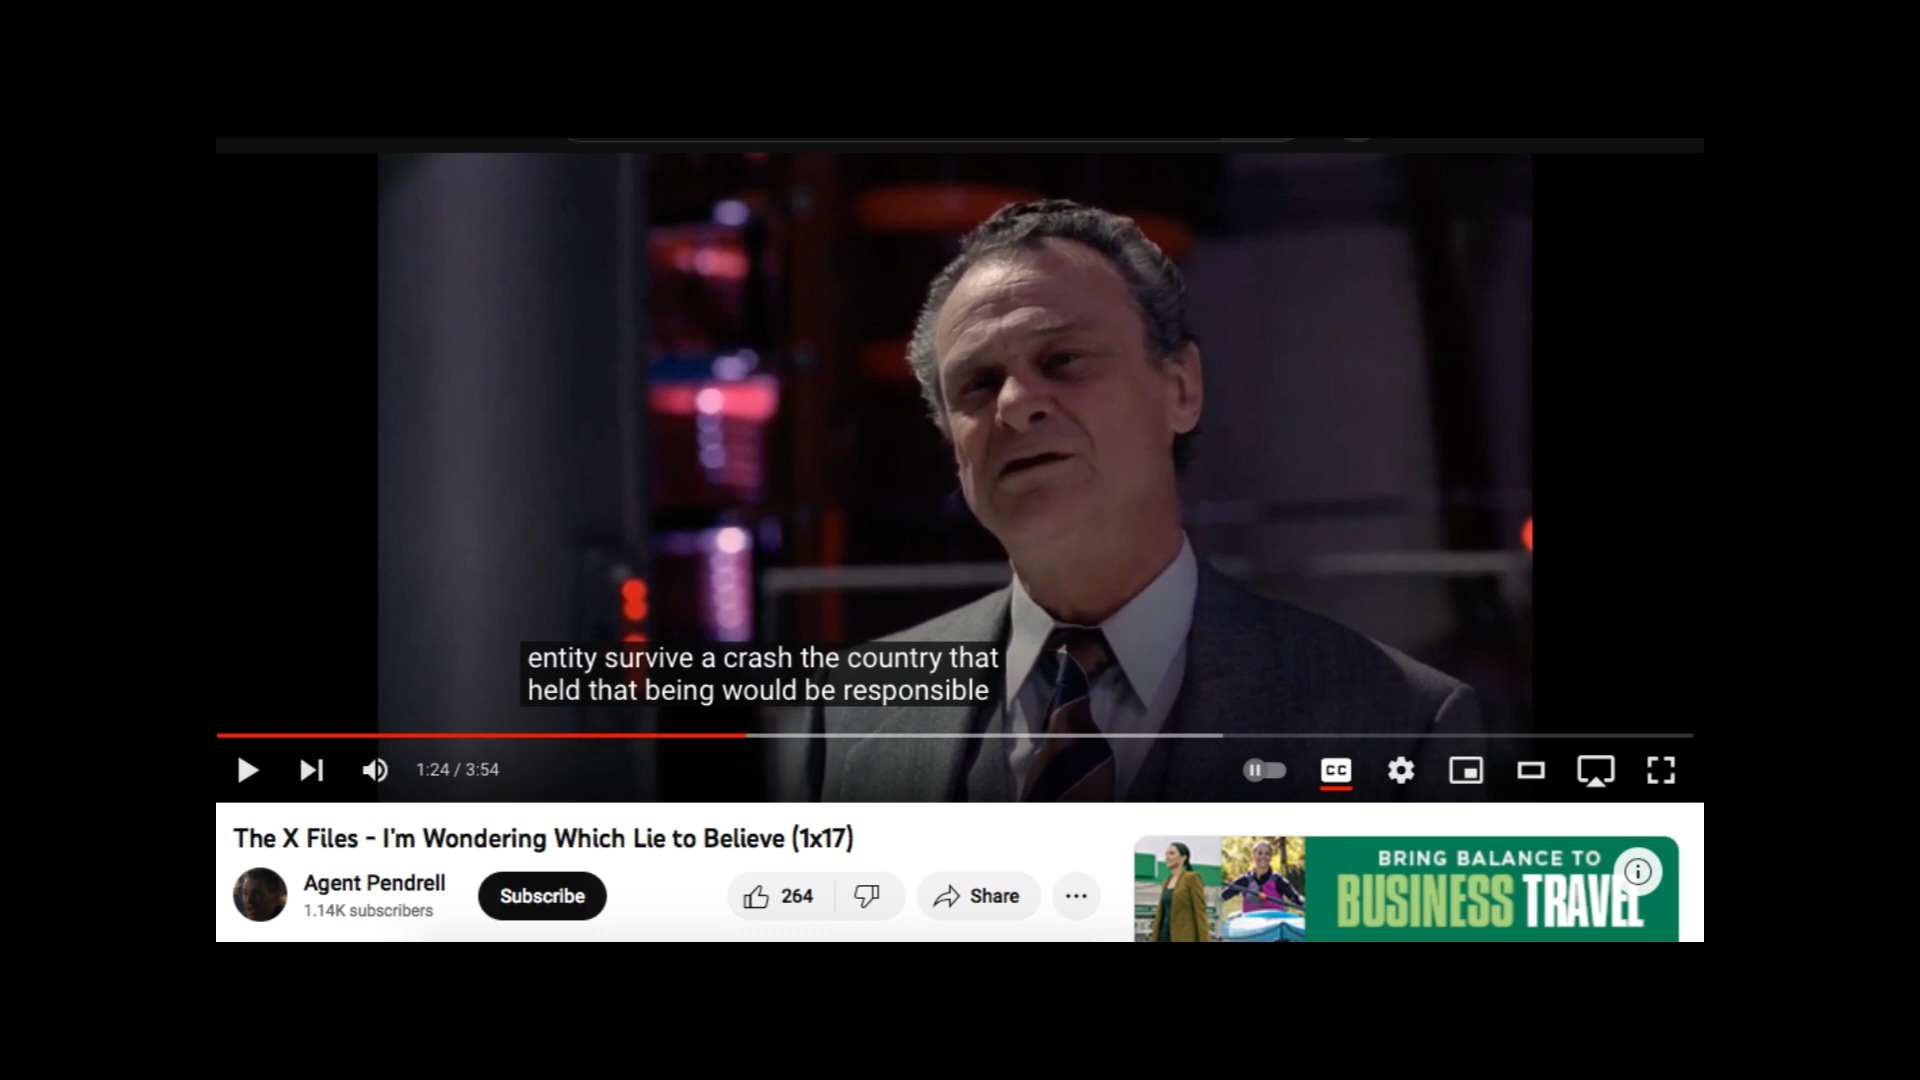 entity survive a crash the country that
held that being would be responsible
1:24 / 3:54
CC
The X Files - I'm Wondering Which Lie to Believe (1x17)
Agent Pendrell
1.14K subscribers
Subscribe
264
Share
BRING BALANCE TO
BUSINESS TRAVEL